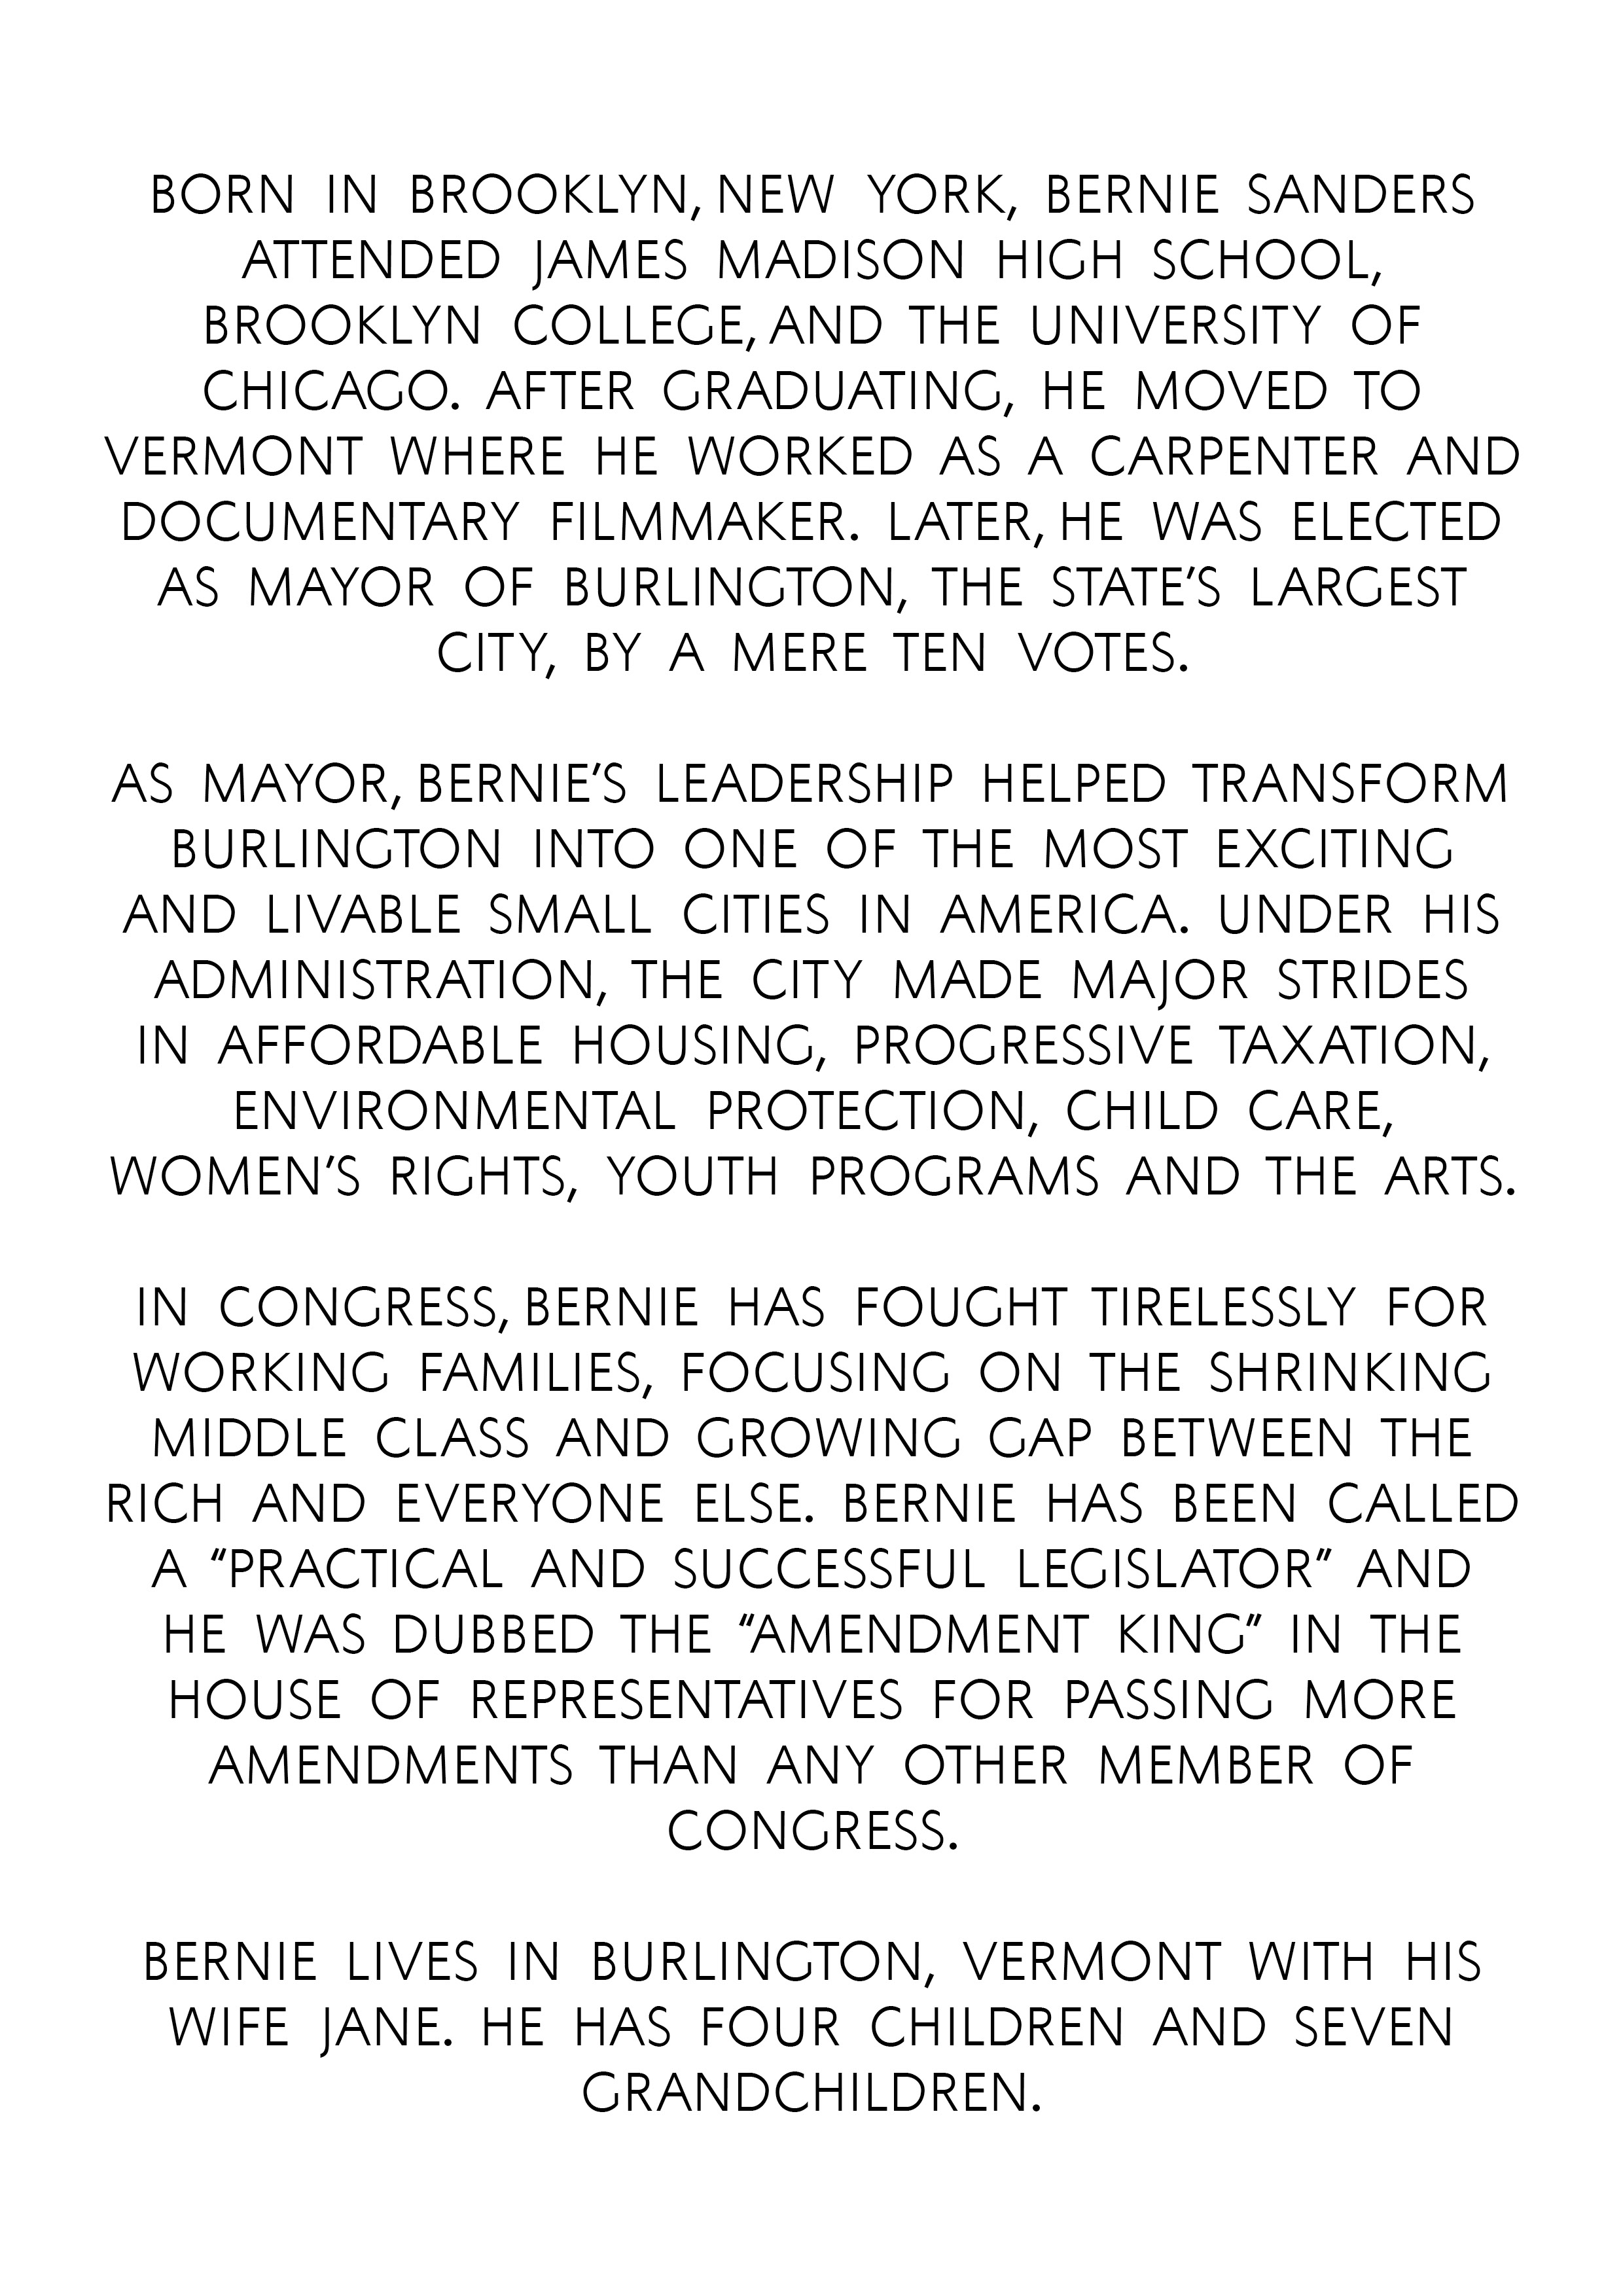 BORN IN BROOKLYN, NEW YORK, BERNIE SANDERS
ATTENDED JAMES MADISON HIGH SCHOOL,
BROOKLYN COLLEGE, AND THE UNIVERSITY OF
CHICAGO. AFTER GRADUATING, HE MOVED TO
VERMONT WHERE HE WORKED AS A CARPENTER AND
DOCUMENTARY FILMMAKER. LATER, HE WAS ELECTED
AS MAYOR OF BURLINGTON, THE STATE’S LARGEST
CITY, BY A MERE TEN VOTES.

AS MAYOR, BERNIE’S LEADERSHIP HELPED TRANSFORM
BURLINGTON INTO ONE OF THE MOST EXCITING
AND LIVABLE SMALL CITIES IN AMERICA. UNDER HIS
ADMINISTRATION, THE CITY MADE MAJOR STRIDES
IN AFFORDABLE HOUSING, PROGRESSIVE TAXATION,
ENVIRONMENTAL PROTECTION, CHILD CARE,
WOMEN’S RIGHTS, YOUTH PROGRAMS AND THE ARTS.

IN CONGRESS, BERNIE HAS FOUGHT TIRELESSLY FOR
WORKING FAMILIES, FOCUSING ON THE SHRINKING
MIDDLE CLASS AND GROWING GAP BETWEEN THE
RICH AND EVERYONE ELSE. BERNIE HAS BEEN CALLED
A “PRACTICAL AND SUCCESSFUL LEGISLATOR” AND
HE WAS DUBBED THE “AMENDMENT KING” IN THE
HOUSE OF REPRESENTATIVES FOR PASSING MORE
AMENDMENTS THAN ANY OTHER MEMBER OF
CONGRESS.

BERNIE LIVES IN BURLINGTON, VERMONT WITH HIS
WIFE JANE. HE HAS FOUR CHILDREN AND SEVEN
GRANDCHILDREN.